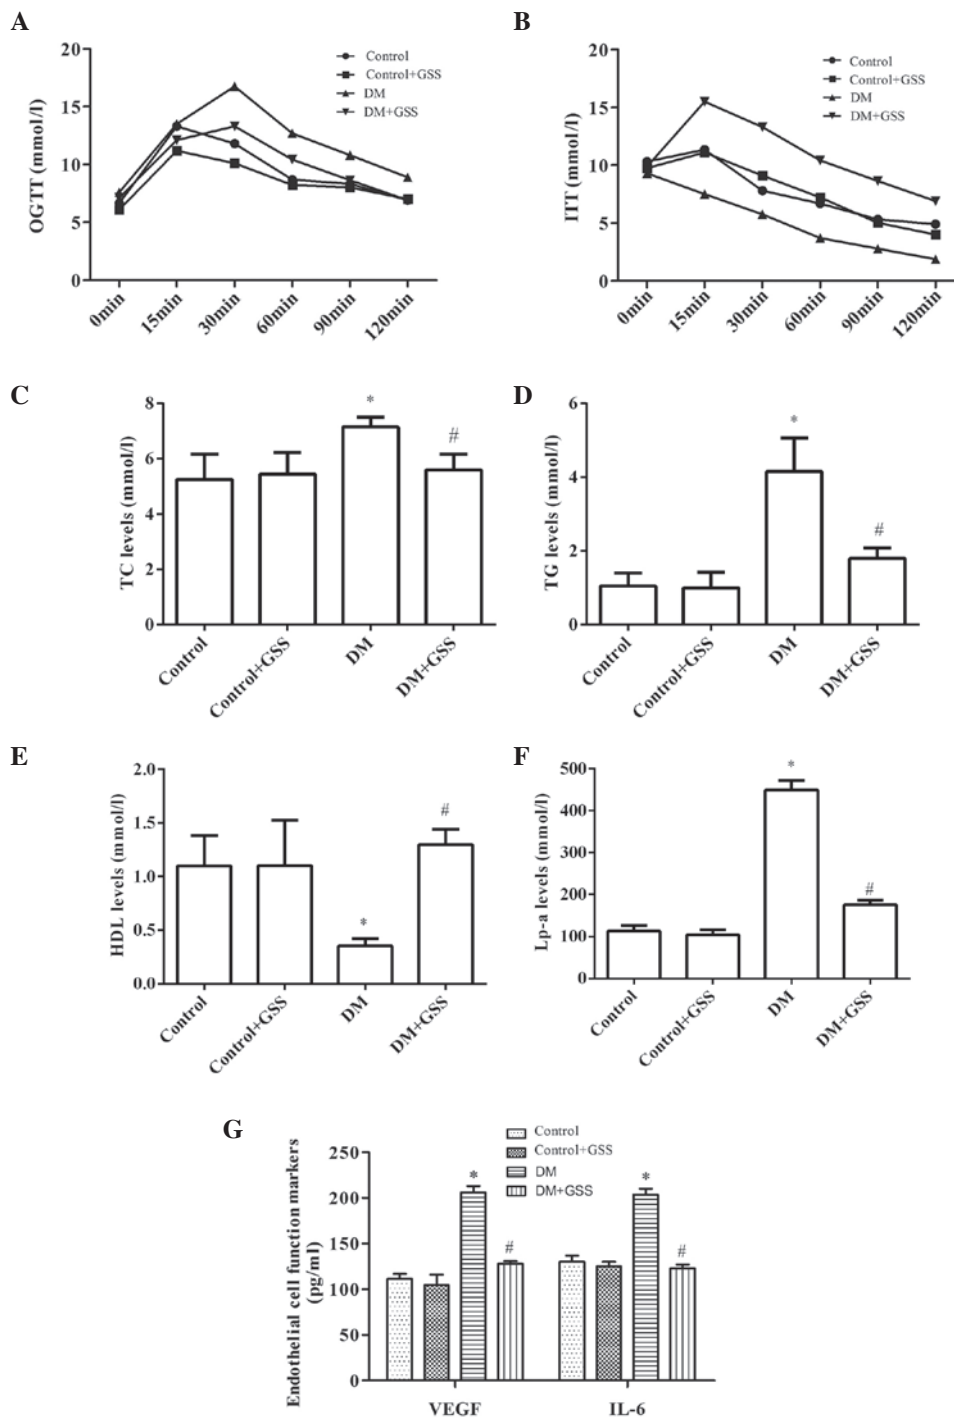 A
OGTT (mmol/l)
20
15
10
5
0
0min
15min
30min
60min
90min
120min
Control
Control+GSS
DM
DM+GSS
B
ITT (mmol/l)
20
15
10
5
0
0min
15min
30min
60min
90min
120min
Control
Control+GSS
DM
DM+GSS
C
TC levels (mmol/l)
8
6
4
2
0
*
#
Control
Control+GSS
DM
DM+GSS
D
TG levels (mmol/l)
6
4
2
0
*
#
Control
Control+GSS
DM
DM+GSS
E
HDL levels (mmol/l)
2.0
1.5
1.0
0.5
0.0
*
#
Control
Control+GSS
DM
DM+GSS
F
Lp-a levels (mmol/l)
500
400
300
200
100
0
*
#
Control
Control+GSS
DM
DM+GSS
G
Endothelial cell function markers
(pg/ml)
250
200
150
100
50
0
Control
Control+GSS
DM
DM+GSS
*
#
*
#
VEGF
IL-6